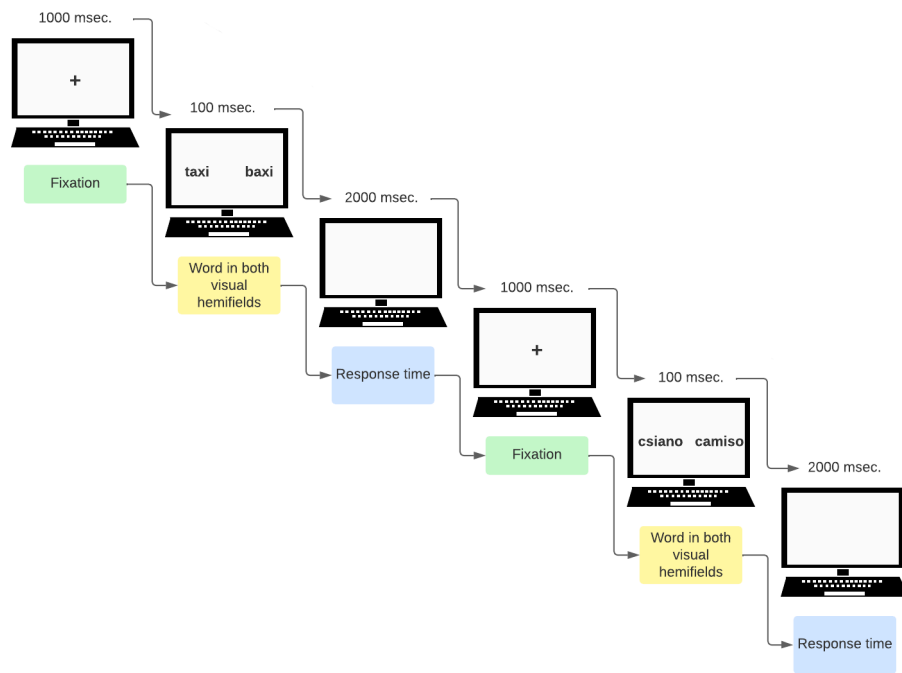 1000 msec.
+
Fixation
100 msec.
taxi baxi
Word in both
visual
hemifields
2000 msec.
Response time
1000 msec.
+
Fixation
100 msec.
csiano camiso
Word in both
visual
hemifields
2000 msec.
Response time